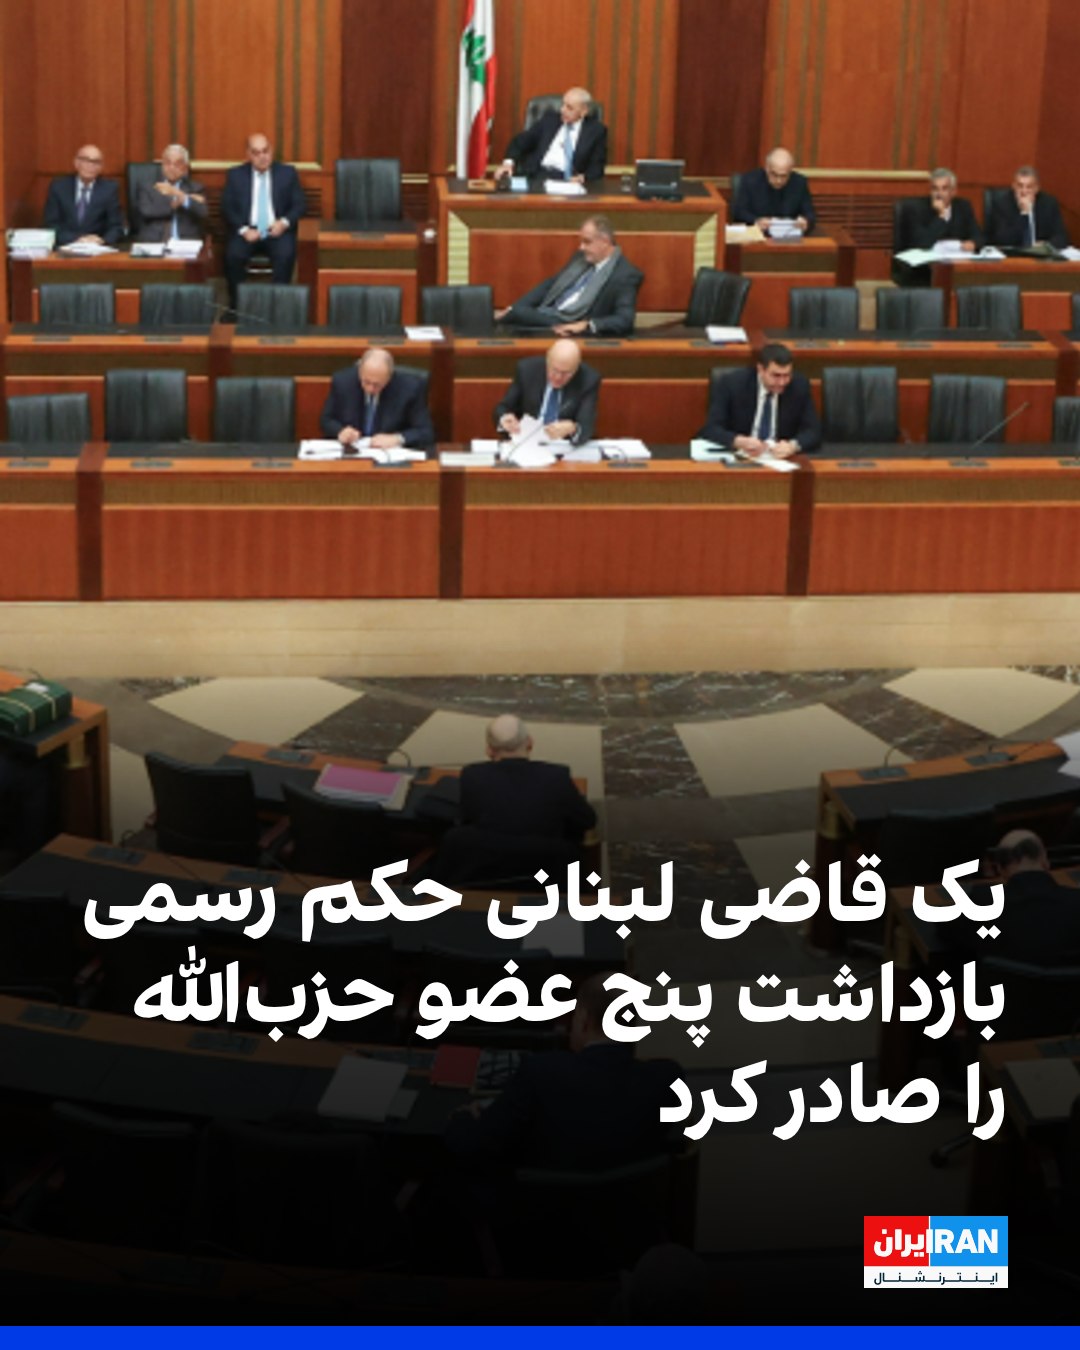 یک قاضی لبنانی حکم رسمی
بازداشت پنج عضو حزب‌الله
را صادر کرد
ایران IRAN
اینترنشنال